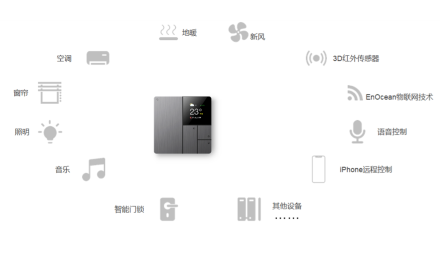 地暖
新风
空调
3D红外传感器
窗帘
EnOcean物联网技术
23
照明
语音控制
音乐
iPhone远程控制
智能门锁
其他设备
……